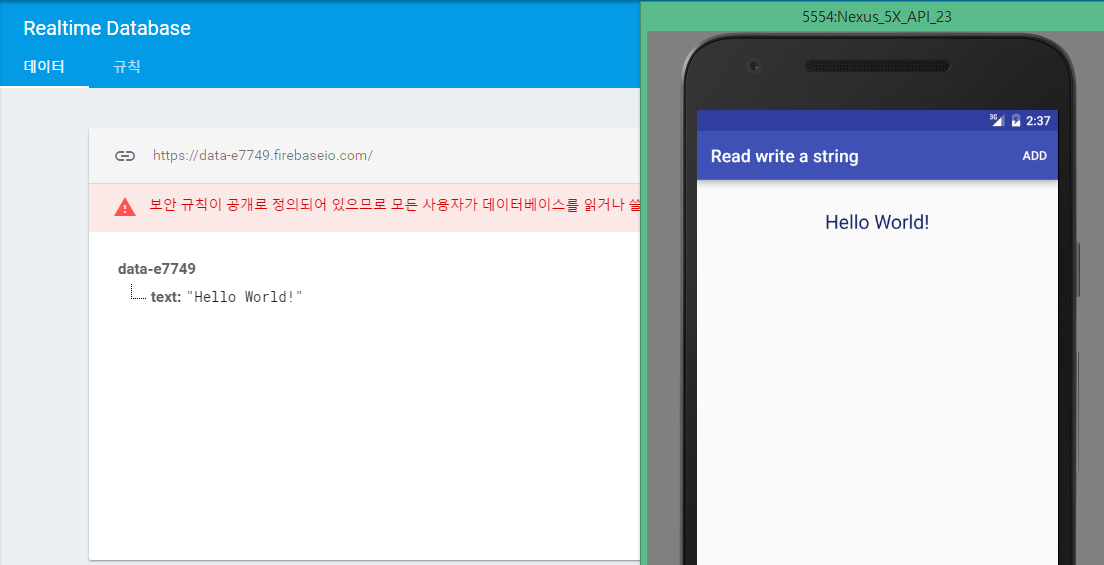 Realtime Database
데이터 규칙
https://data-e7749.firebaseio.com/
보안 규칙이 공개로 정의되어 있으므로 모든 사용자가 데이터베이스를 읽거나 쓸
data-e7749
text: "Hello World!"
5554:Nexus_5X_API_23
3G 2:37
Read write a string ADD
Hello World!